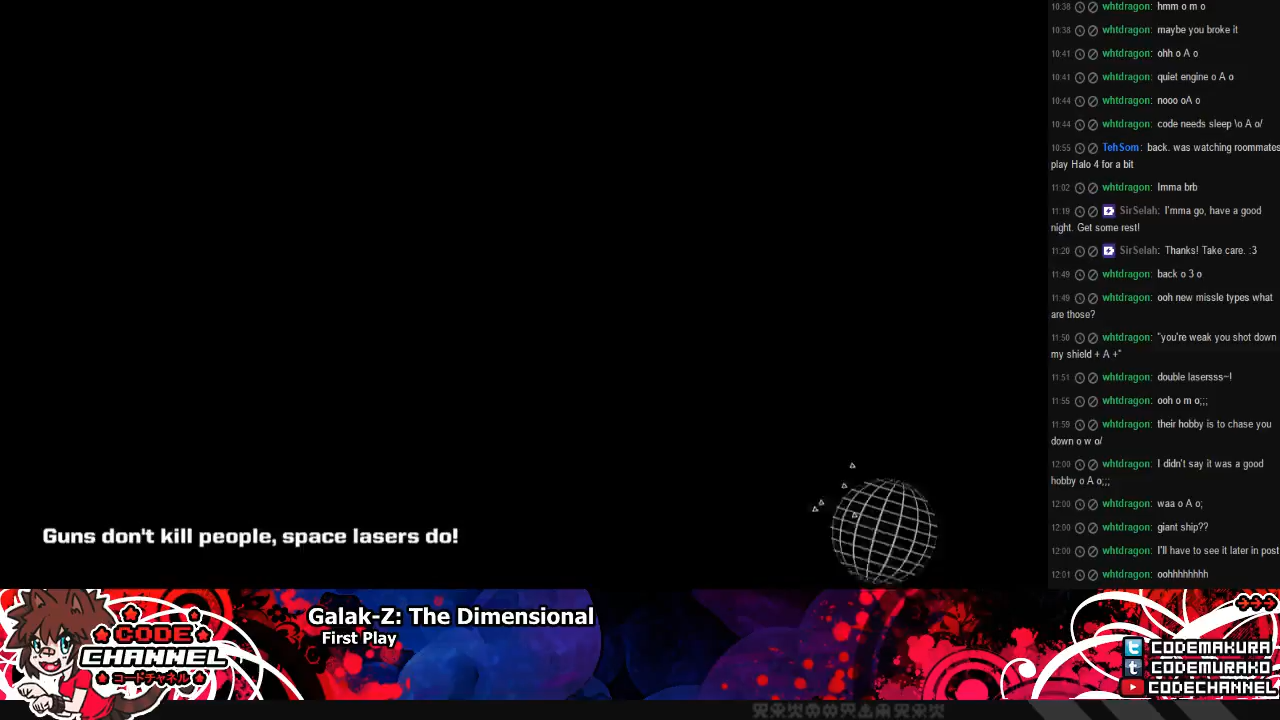 10:38 whtdragon: hmm o m o
10:38 whtdragon: maybe you broke it
10:41 whtdragon: ohh o A o
10:41 whtdragon: quiet engine o A o
10:44 whtdragon: nooo oA o
10:44 whtdragon: code needs sleep \o A o/
10:55 TehSom: back. was watching roommates
play Halo 4 for a bit
11:02 whtdragon: Imma brb
11:19 SirSelah: I'mma go, have a good
night. Get some rest!
11:20 SirSelah: Thanks! Take care. :3
11:49 whtdragon: back o 3 o
11:49 whtdragon: ooh new missle types what
are those?
11:50 whtdragon: "you're weak you shot down
my shield + A +"
11:51 whtdragon: double lasersss~!
11:55 whtdragon: ooh o m o;;;
11:59 whtdragon: their hobby is to chase you
down o w o/
12:00 whtdragon: I didn't say it was a good
hobby o A o;;;
12:00 whtdragon: waa o A o;
12:00 whtdragon: giant ship??
12:00 whtdragon: I'll have to see it later in post
12:01 whtdragon: oohhhhhhhh
Guns don't kill people, space lasers do!
Galak-Z: The Dimensional
First Play
CODE
CHANNEL
コードチャンネル
CODEMAKURA
CODEMURAKO
CODECHANNEL